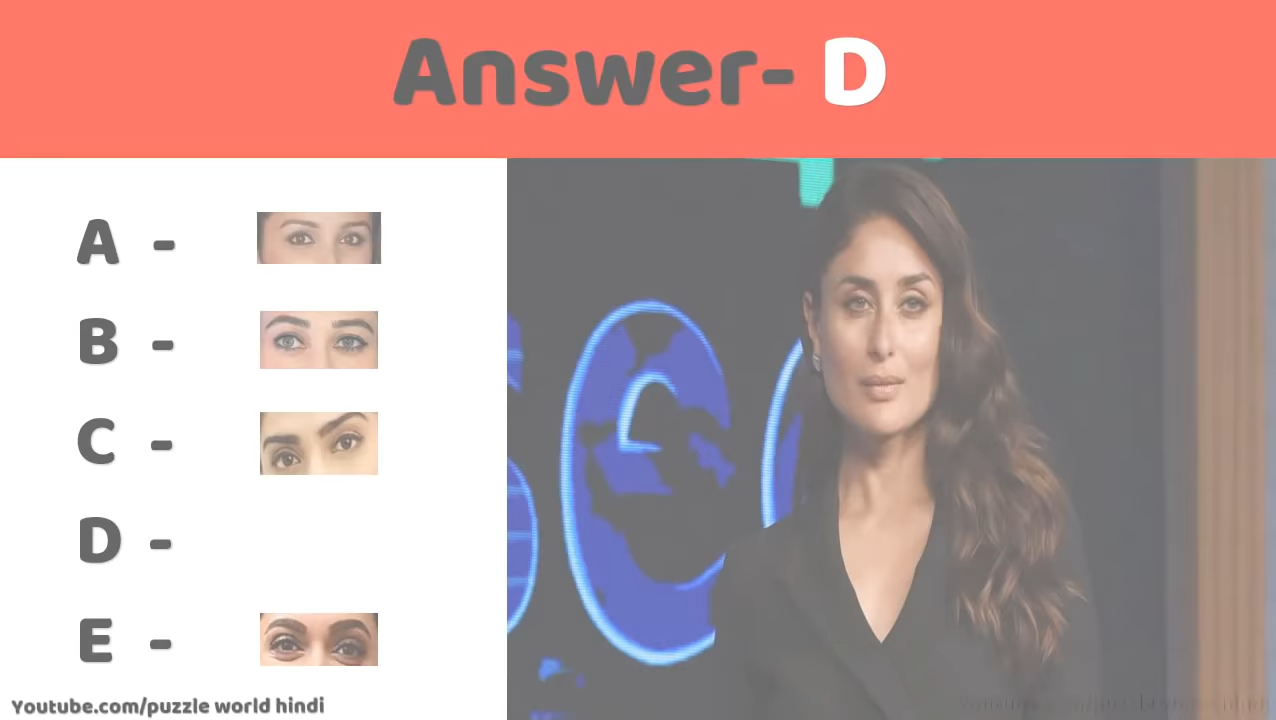 Answer- D
A -
B -
C -
D -
E -
Youtube.com/puzzle world hindi